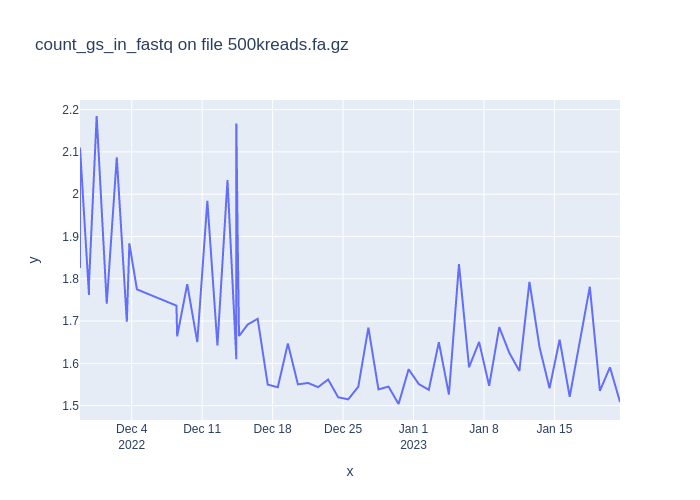 count_gs_in_fastq on file 500kreads.fa.gz
2.2
2.1
2
1.9
1.8
1.7
1.6
1.5
y
Dec 4
2022
Dec 11
Dec 18
Dec 25
Jan 1
2023
Jan 8
Jan 15
x